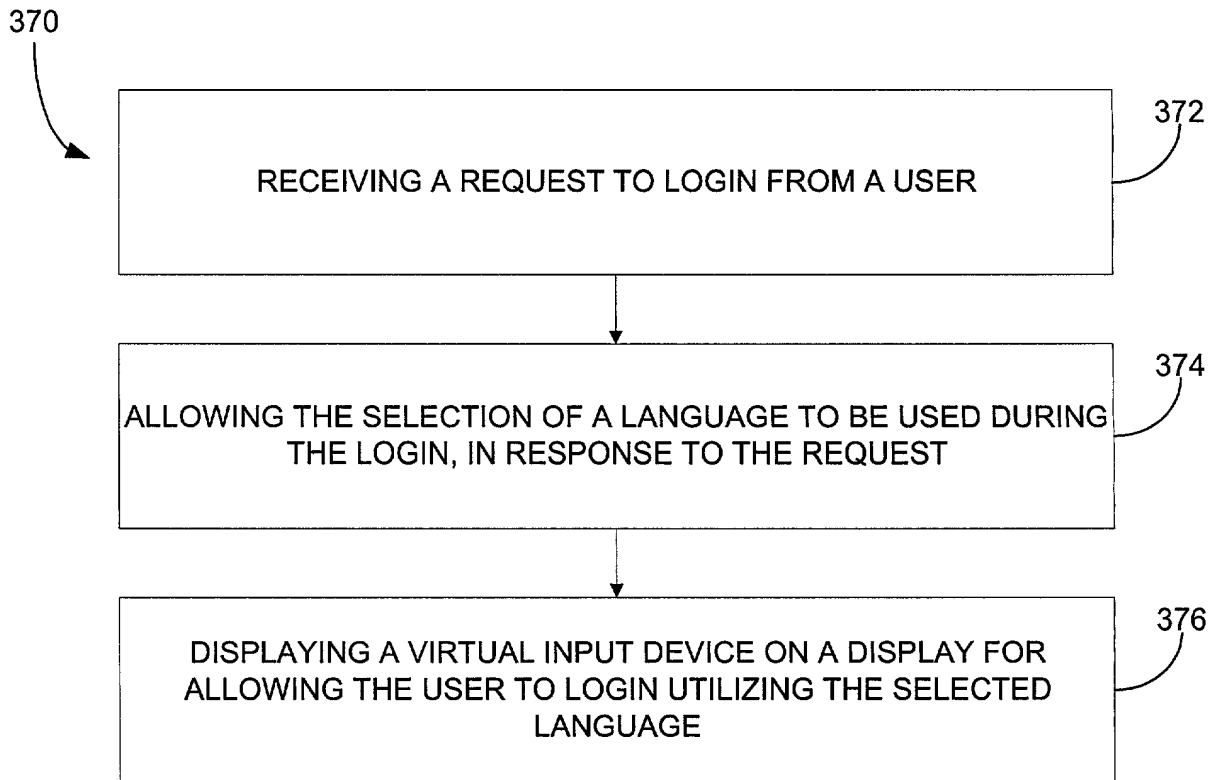 370
372
RECEIVING A REQUEST TO LOGIN FROM A USER
374
ALLOWING THE SELECTION OF A LANGUAGE TO BE USED DURING
THE LOGIN, IN RESPONSE TO THE REQUEST
376
DISPLAYING A VIRTUAL INPUT DEVICE ON A DISPLAY FOR
ALLOWING THE USER TO LOGIN UTILIZING THE SELECTED
LANGUAGE